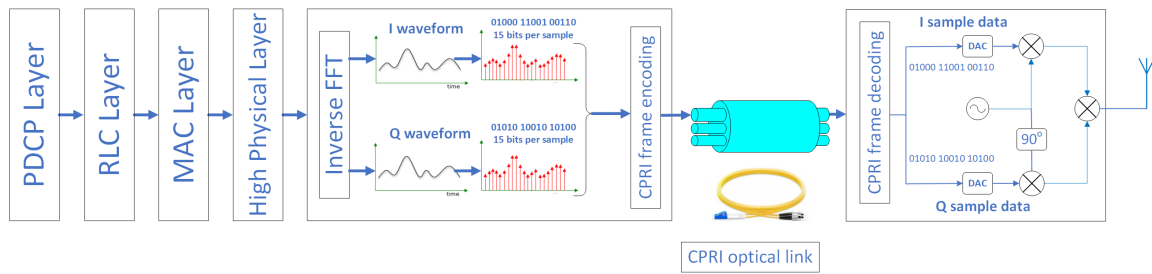 PDCP Layer
RLC Layer
MAC Layer
High Physical Layer
Inverse FFT
I waveform
time
01000 11001 00110
15 bits per sample
Q waveform
time
01010 10010 10100
15 bits per sample
CPRI frame encoding
CPRI optical link
CPRI frame decoding
I sample data
DAC
01000 11001 00110
90°
01010 10010 10100
DAC
Q sample data